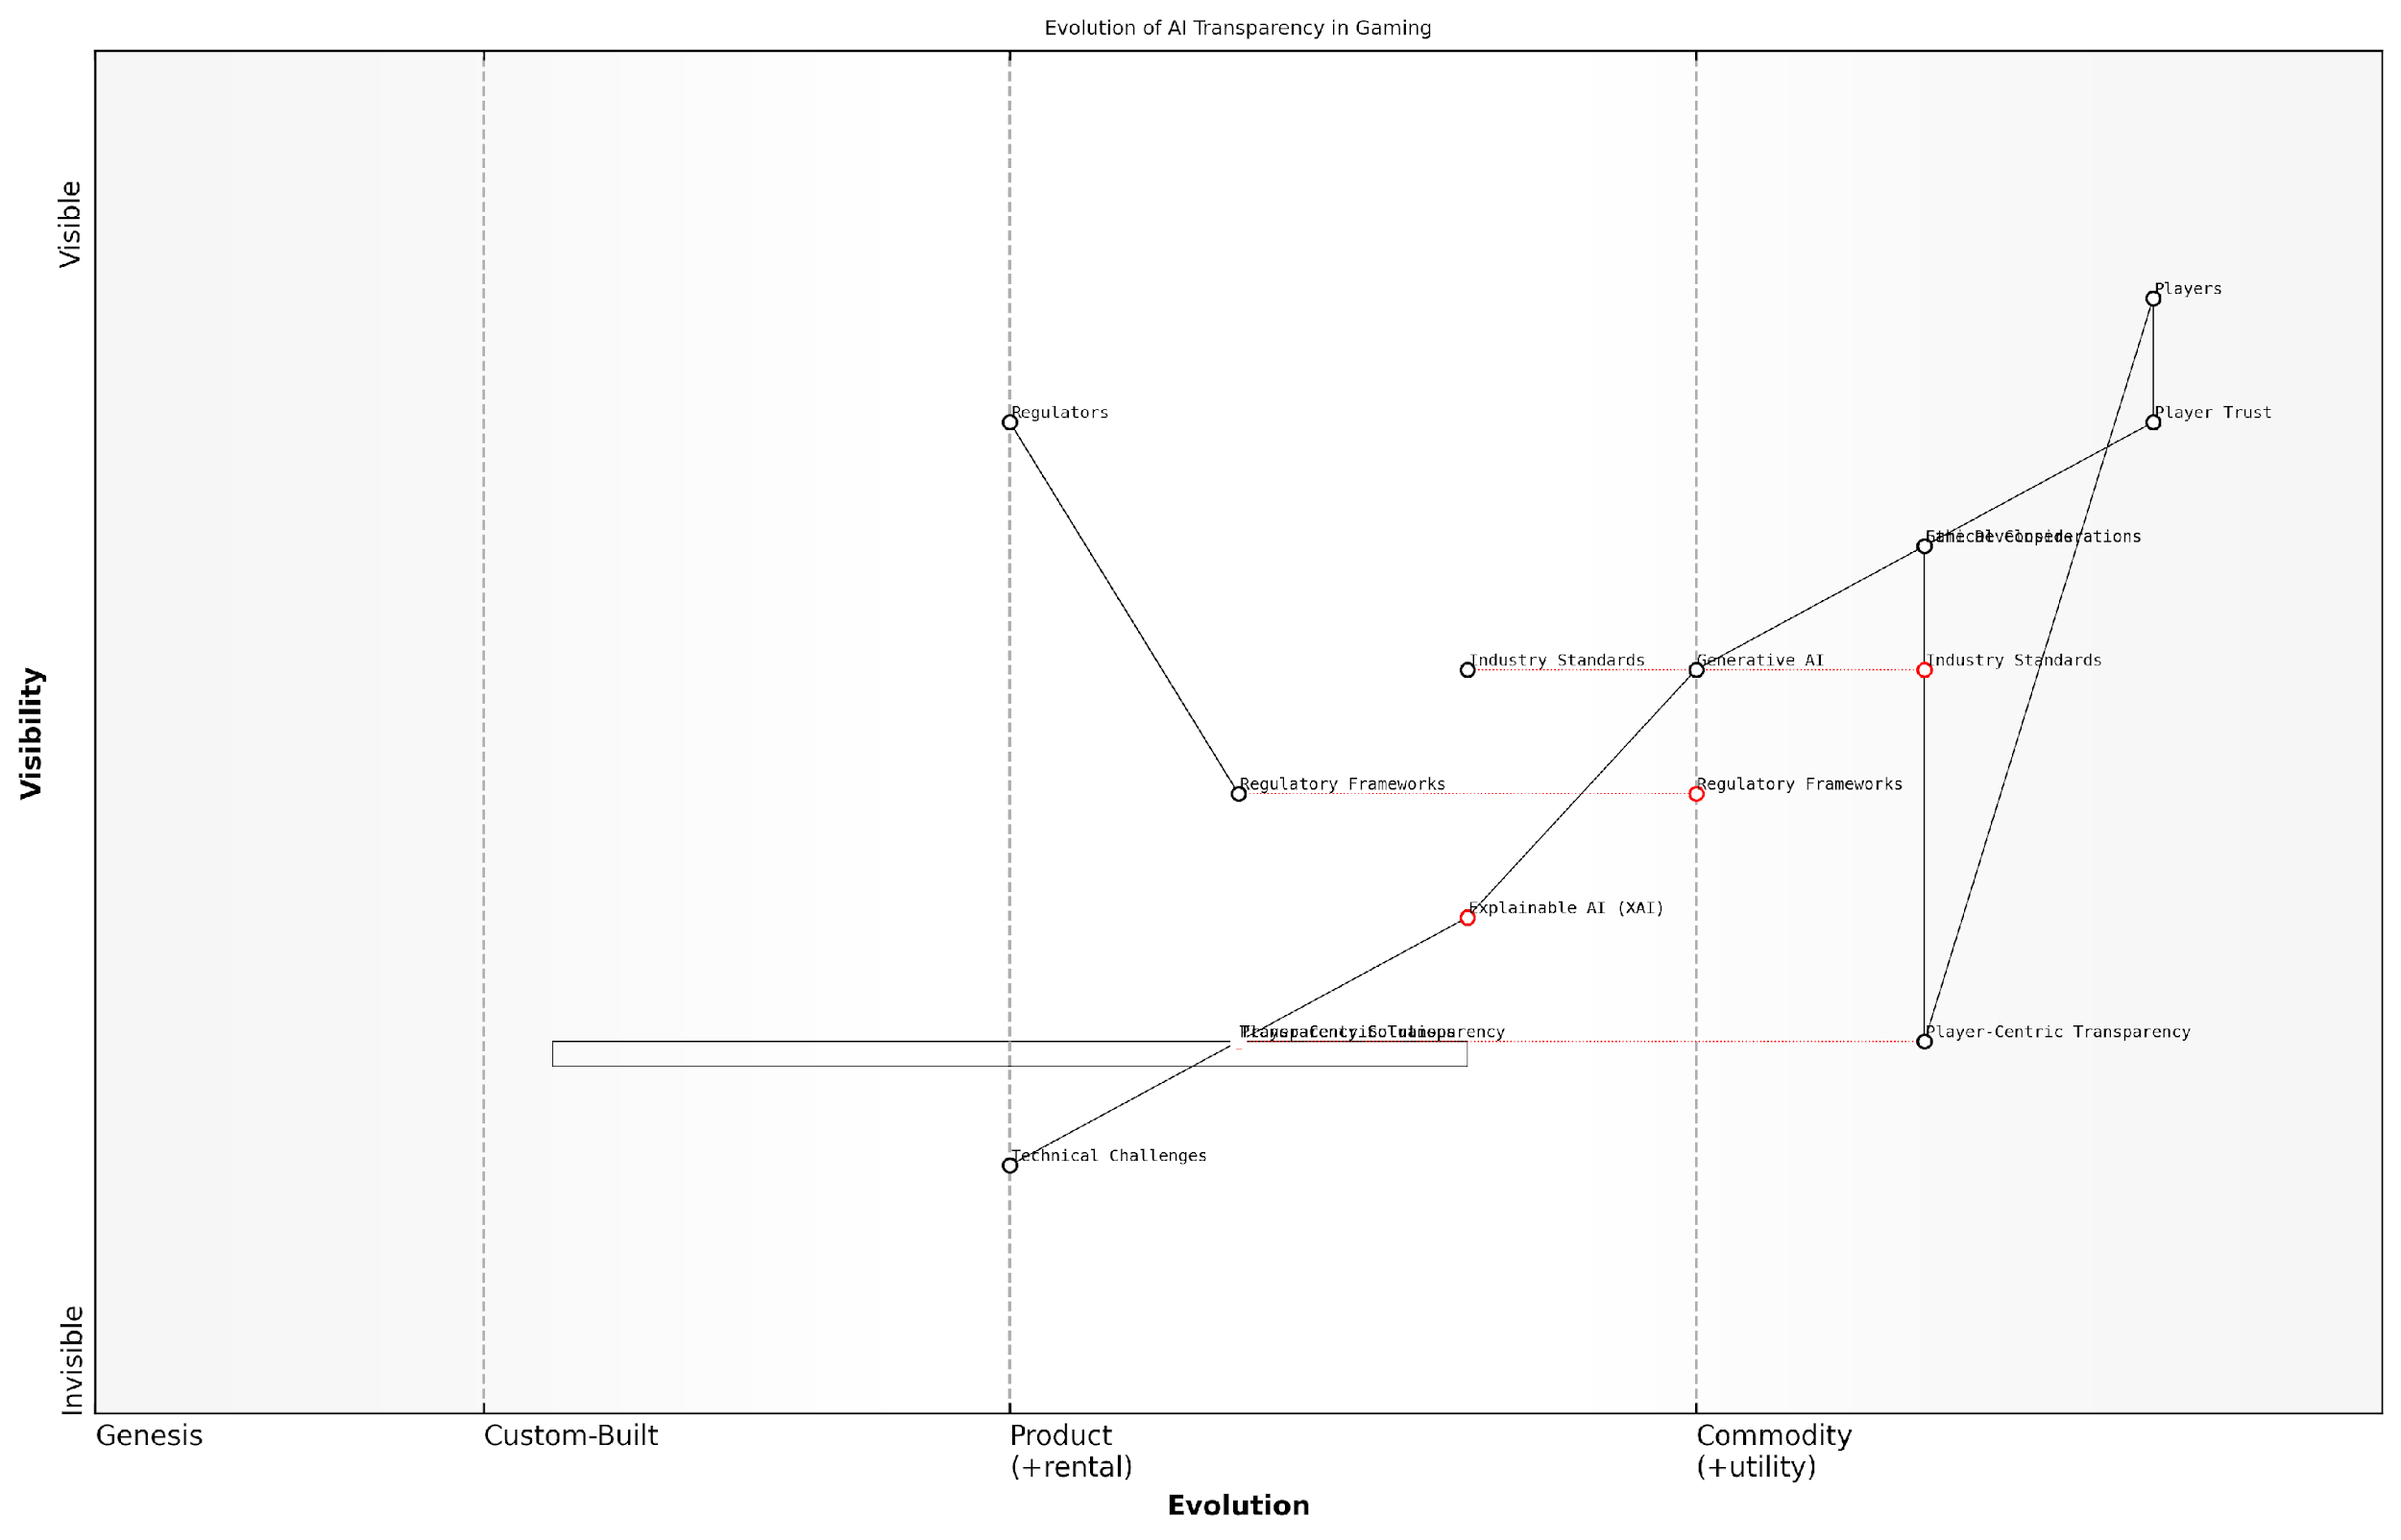 Evolution of AI Transparency in Gaming
Visible
Players
Regulators
Player Trust
Industry Standards
Generative AI
Industry Standards
Visibility
Regulatory Frameworks
Regulatory Frameworks
Explainable AI (XAI)
Player-Centric Transparency
Technical Challenges
Invisible
Genesis
Custom-Built
Product
(+rental)
Commodity
(+utility)
Evolution